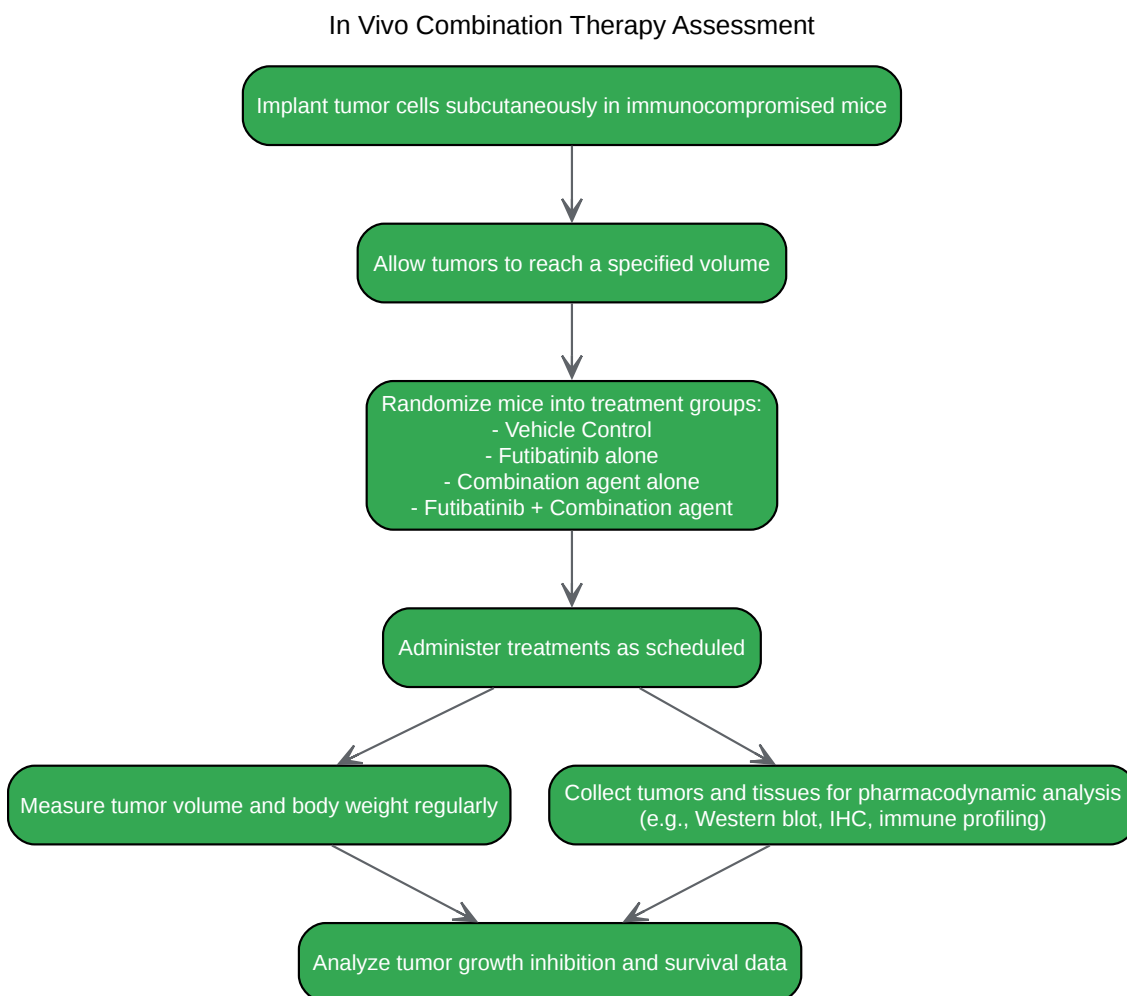 In Vivo Combination Therapy Assessment
Implant tumor cells subcutaneously in immunocompromised mice
Allow tumors to reach a specified volume
Randomize mice into treatment groups:
- Vehicle Control
- Futibatinib alone
- Combination agent alone
- Futibatinib + Combination agent
Administer treatments as scheduled
Measure tumor volume and body weight regularly
Collect tumors and tissues for pharmacodynamic analysis
(e.g., Western blot, IHC, immune profiling)
Analyze tumor growth inhibition and survival data